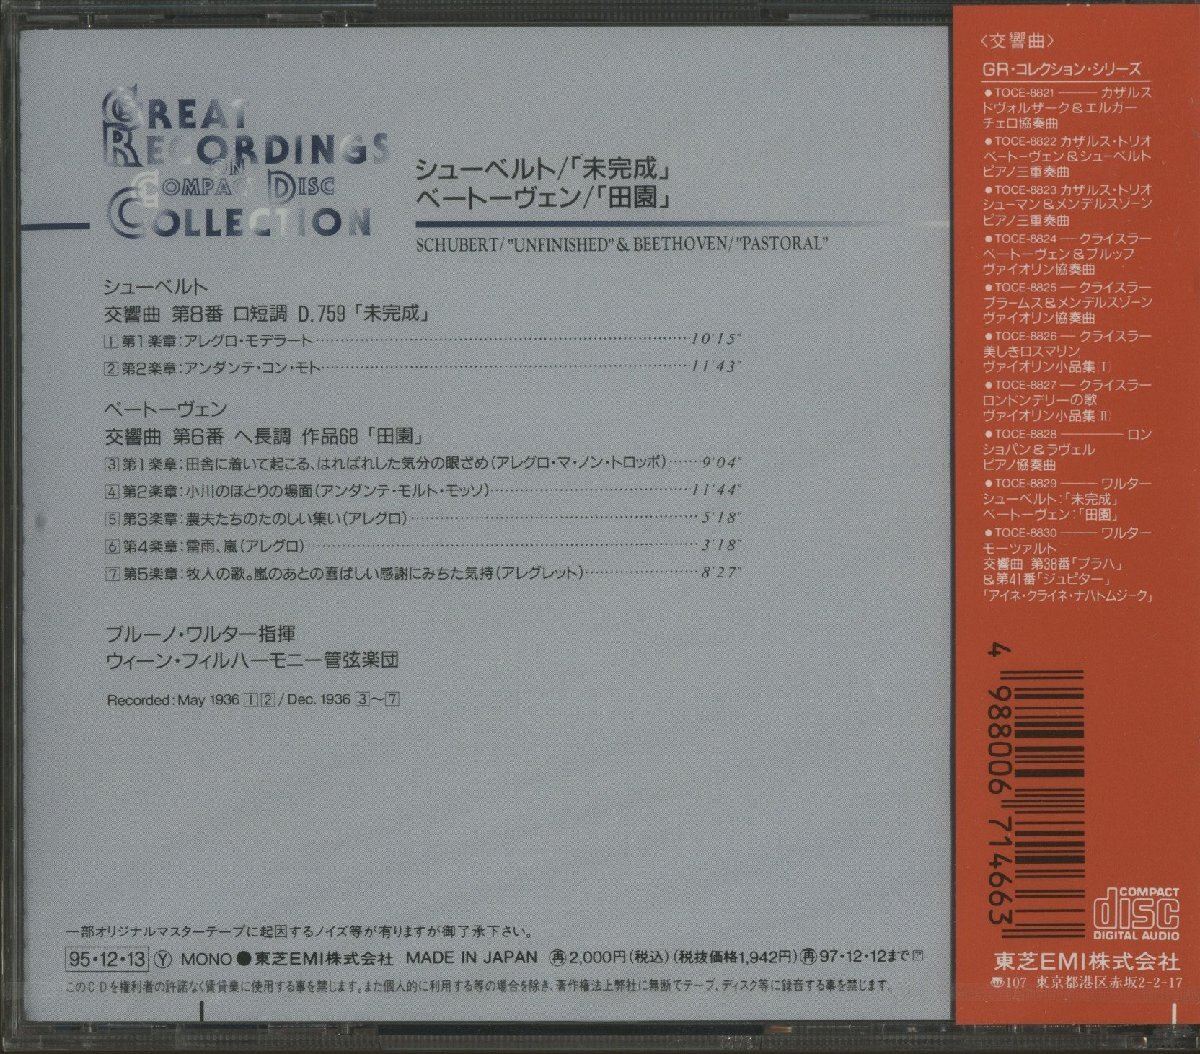 GREAT
RECORDINGS
ON
COMPACT DISC
COLLECTION
シューベルト/「未完成」
ベートーヴェン/「田園」
SCHUBERT/"UNFINISHED" & BEETHOVEN/"PASTORAL"
シューベルト
交響曲 第8番 ロ短調 D.759「未完成」
1 第1楽章:アレグロ・モデラート 10'15"
2 第2楽章:アンダンテ・コン・モト 11'43"
ベートーヴェン
交響曲 第6番 ヘ長調 作品68「田園」
3 第1楽章:田舎に着いて起こる、はればれした気分の眼ざめ(アレグロ・マ・ノン・トロッポ) 9'04"
4 第2楽章:小川のほとりの場面(アンダンテ・モルト・モッソ) 11'44"
5 第3楽章:農夫たちのたのしい集い(アレグロ) 5'18"
6 第4楽章:雷雨、嵐(アレグロ) 3'18"
7 第5楽章:牧人の歌。嵐のあとの喜ばしい感謝にみちた気持(アレグレット) 8'27"
ブルーノ・ワルター指揮
ウィーン・フィルハーモニー管弦楽団
Recorded: May 1936 1 2 / Dec. 1936 3〜7
一部オリジナルマスターテープに起因するノイズ等が有りますが御了承下さい。
95・12・13 Ⓨ MONO ●東芝EMI株式会社 MADE IN JAPAN 再2,000円(税込)(税抜価格1,942円)再97・12・12まで
このCDを権利者の許諾なく賃貸業に使用する事を禁じます。また個人的に利用する等の場合を除き、著作権法上弊社に無断でテープ、ディスク等に録音する事を禁じます。
〈交響曲〉
GR・コレクション・シリーズ
●TOCE-8821 カザルス
ドヴォルザーク&エルガー
チェロ協奏曲
●TOCE-8822 カザルス・トリオ
ベートーヴェン&シューベルト
ピアノ三重奏曲
●TOCE-8823 カザルス・トリオ
シューマン&メンデルスゾーン
ピアノ三重奏曲
●TOCE-8824 クライスラー
ベートーヴェン&ブルッフ
ヴァイオリン協奏曲
●TOCE-8825 クライスラー
ブラームス&メンデルスゾーン
ヴァイオリン協奏曲
●TOCE-8826 クライスラー
美しきロスマリン
ヴァイオリン小品集(I)
●TOCE-8827 クライスラー
ロンドンデリーの歌
ヴァイオリン小品集(II)
●TOCE-8828 ロン
ショパン&ラヴェル
ピアノ協奏曲
●TOCE-8829 ワルター
シューベルト:「未完成」
ベートーヴェン:「田園」
●TOCE-8830 ワルター
モーツァルト
交響曲 第38番「プラハ」
&第41番「ジュピター」
「アイネ・クライネ・ナハトムジーク」
4 988006 714663
COMPACT
disc
DIGITAL AUDIO
東芝EMI株式会社
〠107 東京都港区赤坂2-2-17